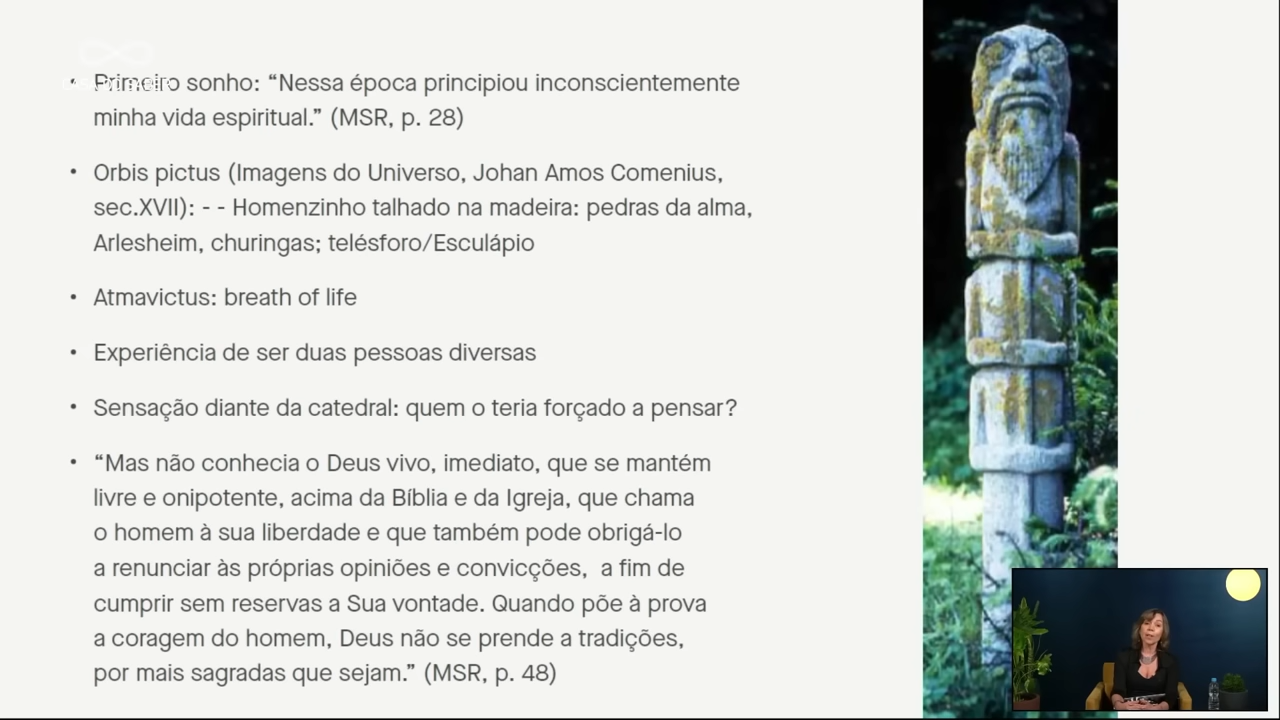 • Primeiro sonho: “Nessa época principiou inconscientemente
minha vida espiritual.” (MSR, p. 28)
• Orbis pictus (Imagens do Universo, Johan Amos Comenius,
sec.XVII): - - Homenzinho talhado na madeira: pedras da alma,
Arlesheim, churingas; telésforo/Esculápio
• Atmavictus: breath of life
• Experiência de ser duas pessoas diversas
• Sensação diante da catedral: quem o teria forçado a pensar?
• “Mas não conhecia o Deus vivo, imediato, que se mantém
livre e onipotente, acima da Bíblia e da Igreja, que chama
o homem à sua liberdade e que também pode obrigá-lo
a renunciar às próprias opiniões e convicções,  a fim de
cumprir sem reservas a Sua vontade. Quando põe à prova
a coragem do homem, Deus não se prende a tradições,
por mais sagradas que sejam.” (MSR, p. 48)